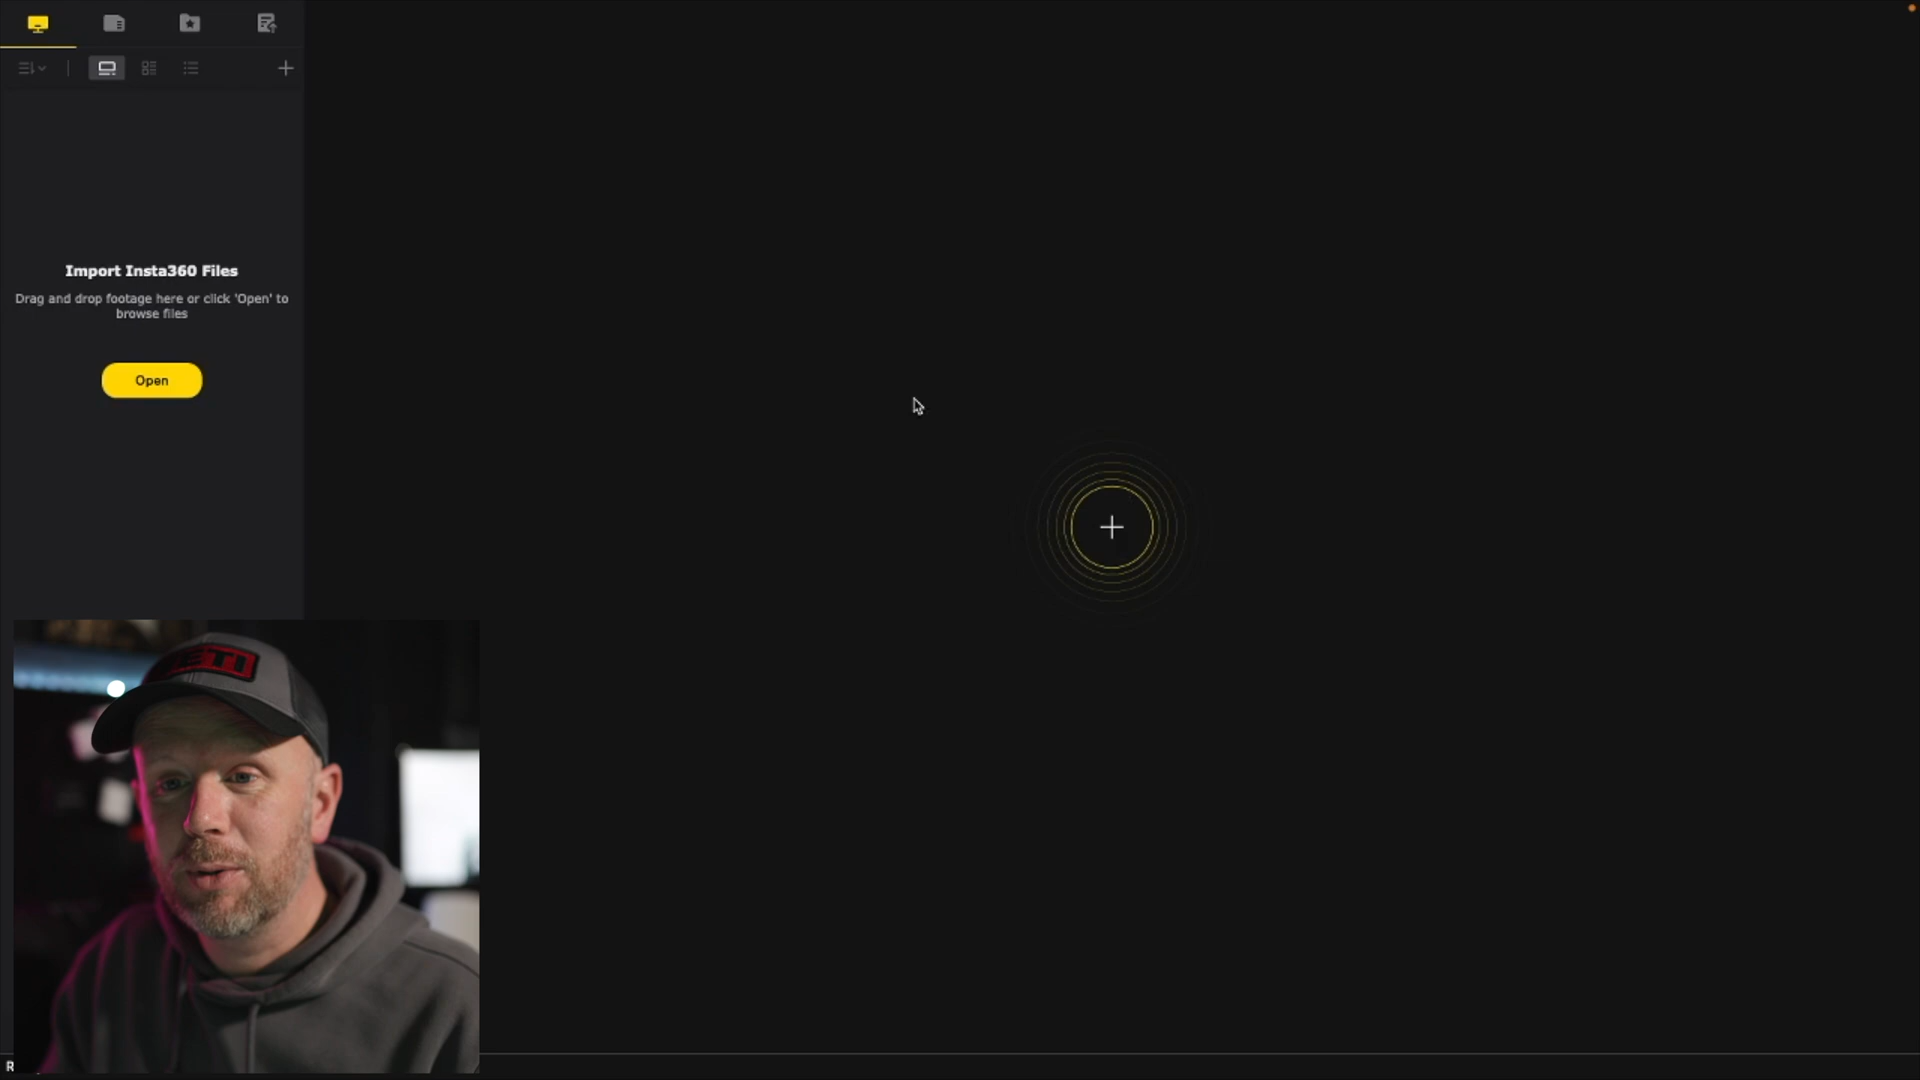 Import Insta360 Files
Drag and drop footage here or click 'Open' to
browse files
Open